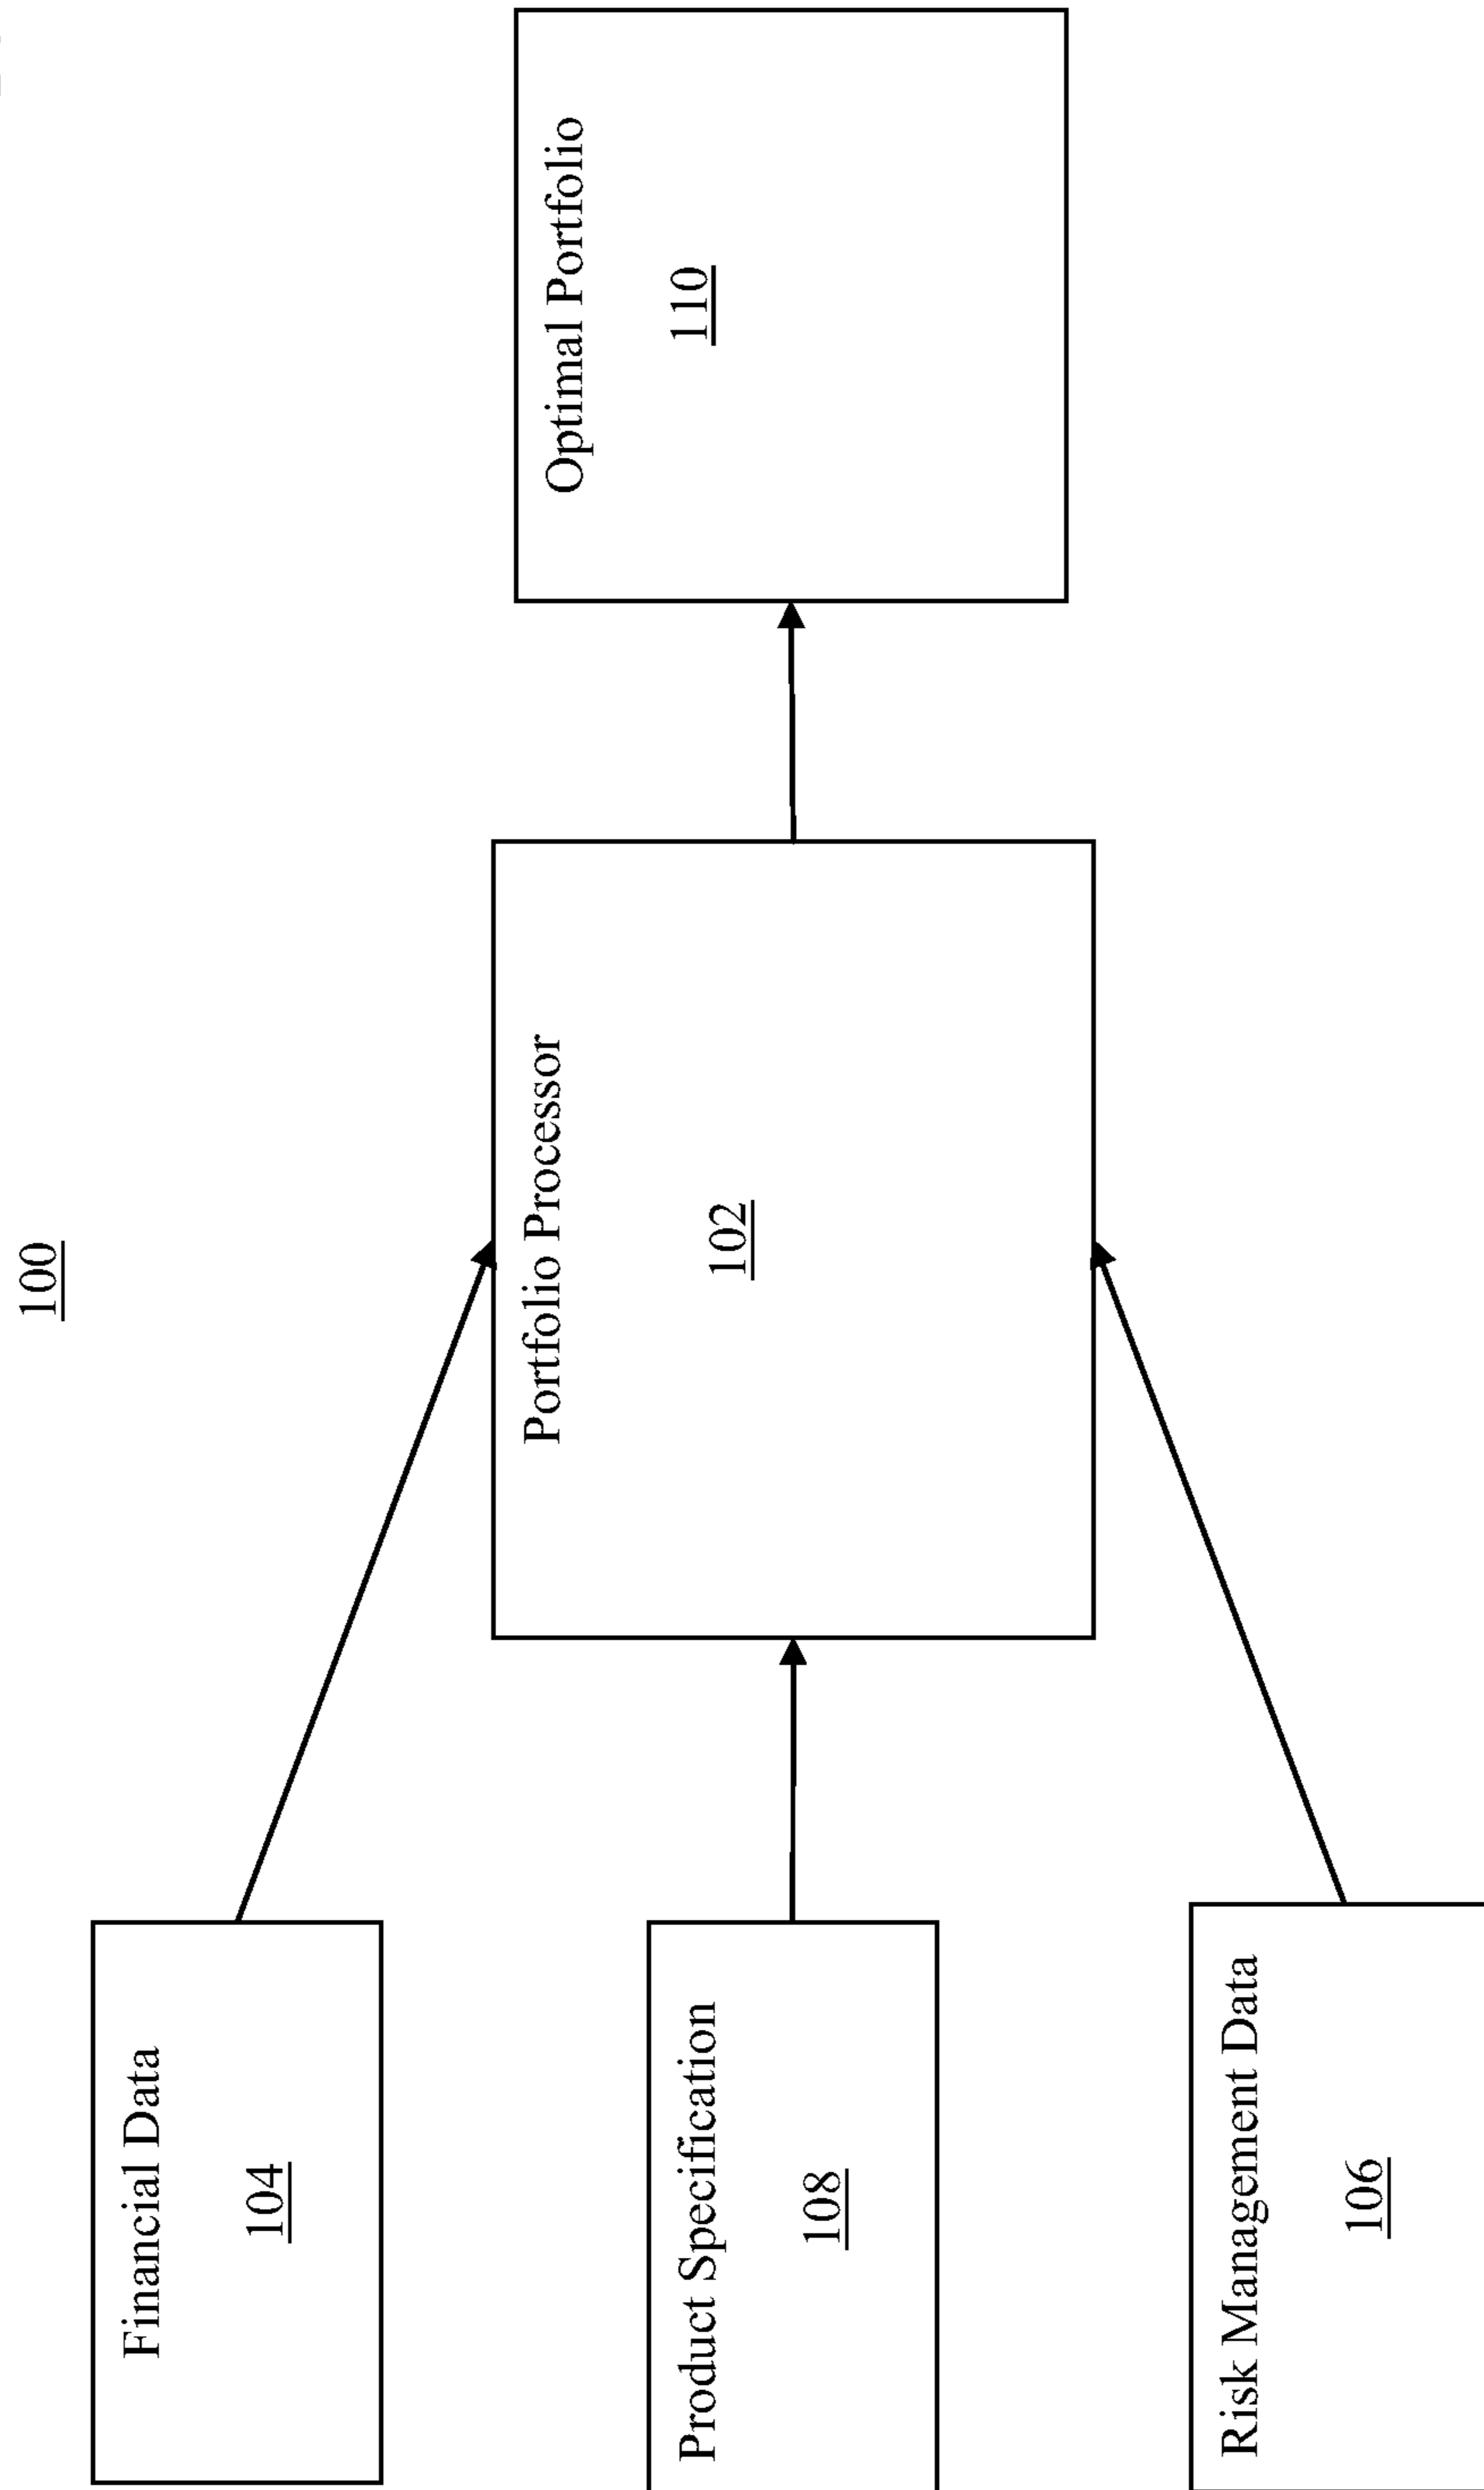 100
Financial Data
104
Product Specification
108
Risk Management Data
106
Portfolio Processor
102
Optimal Portfolio
110